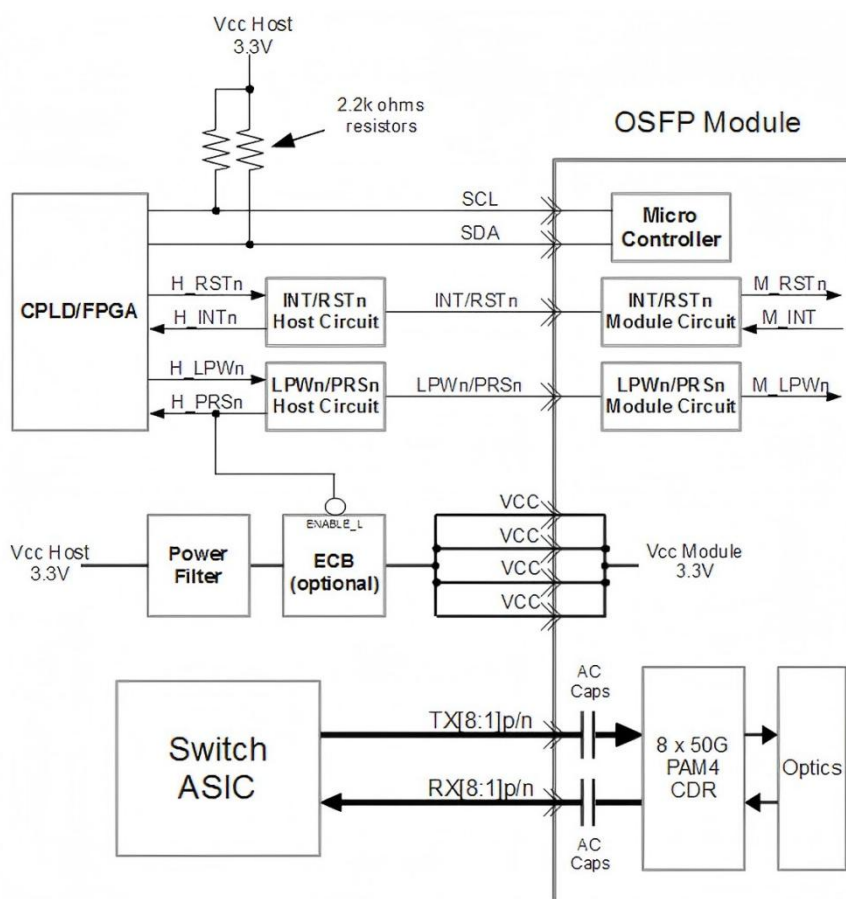 Vcc Host
3.3V
2.2k ohms
resistors
OSFP Module
SCL
SDA
Micro
Controller
CPLD/FPGA
H_RSTn
H_INTn
INT/RSTn
Host Circuit
INT/RSTn
INT/RSTn
Module Circuit
M_RSTn
M_INT
H_LPWn
H_PRSn
LPWn/PRSn
Host Circuit
LPWn/PRSn
LPWn/PRSn
Module Circuit
M_LPWn
Vcc Host
3.3V
Power
Filter
ENABLE_L
ECB
(optional)
VCC
VCC
VCC
VCC
Vcc Module
3.3V
Switch
ASIC
TX[8:1]p/n
RX[8:1]p/n
AC
Caps
AC
Caps
8 x 50G
PAM4
CDR
Optics